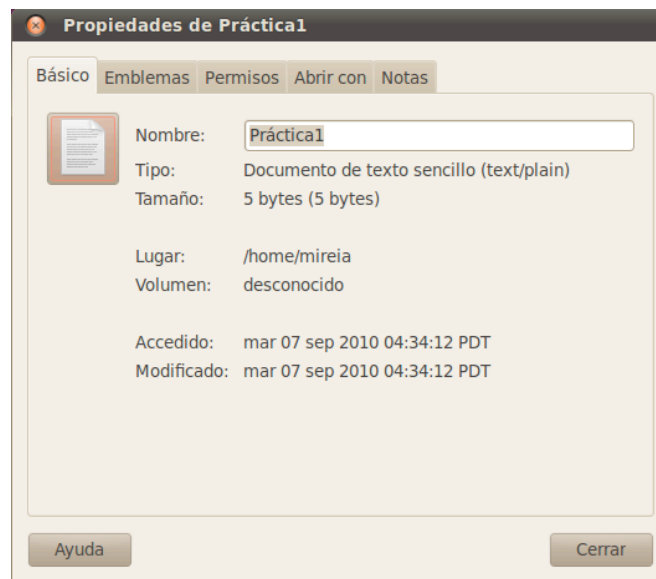 Propiedades de Práctica1
Básico Emblemas Permisos Abrir con Notas
Nombre: Práctica1
Tipo: Documento de texto sencillo (text/plain)
Tamaño: 5 bytes (5 bytes)
Lugar: /home/mireia
Volumen: desconocido
Accedido: mar 07 sep 2010 04:34:12 PDT
Modificado: mar 07 sep 2010 04:34:12 PDT
Ayuda Cerrar